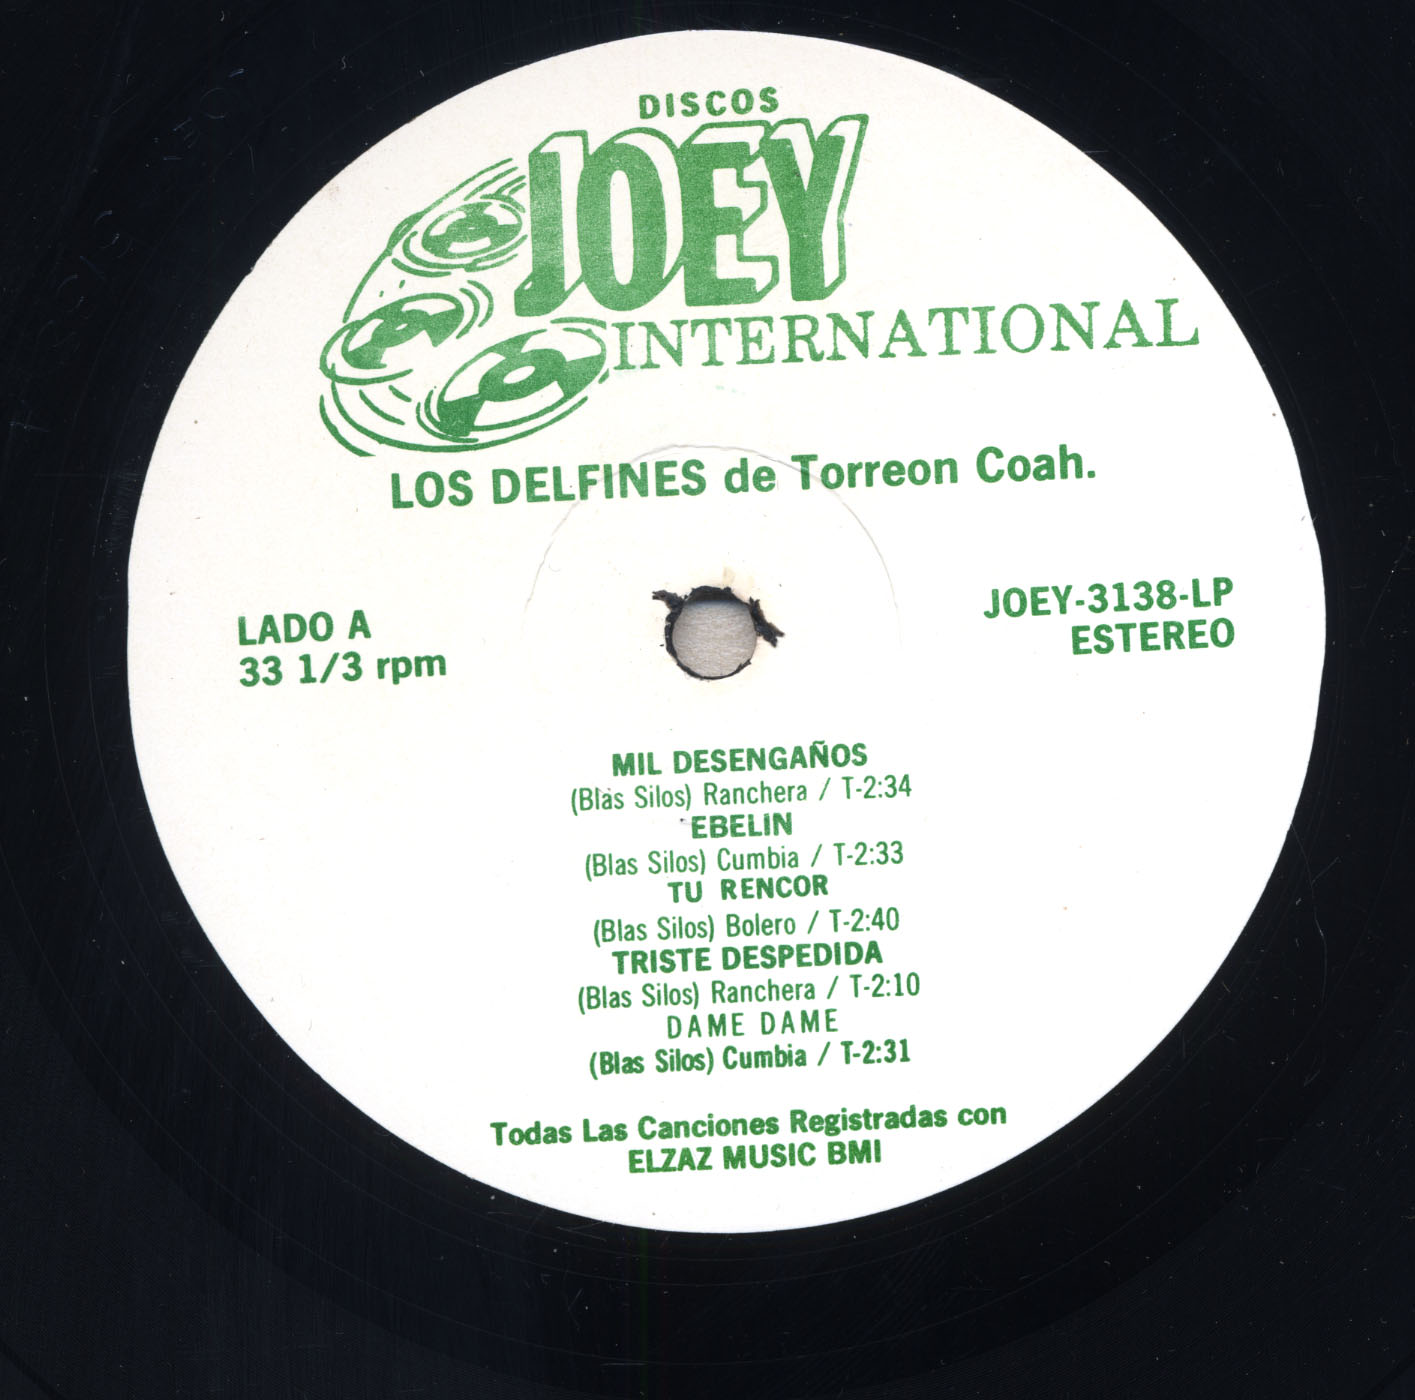 DISCOS
JOEY
INTERNATIONAL
LOS DELFINES de Torreon Coah.
LADO A
33 1/3 rpm
JOEY-3138-LP
ESTEREO
MIL DESENGAÑOS
(Blas Silos) Ranchera / T-2:34
EBELIN
(Blas Silos) Cumbia / T-2:33
TU RENCOR
(Blas Silos) Bolero / T-2:40
TRISTE DESPEDIDA
(Blas Silos) Ranchera / T-2:10
DAME DAME
(Blas Silos) Cumbia / T-2:31
Todas Las Canciones Registradas con
ELZAZ MUSIC BMI